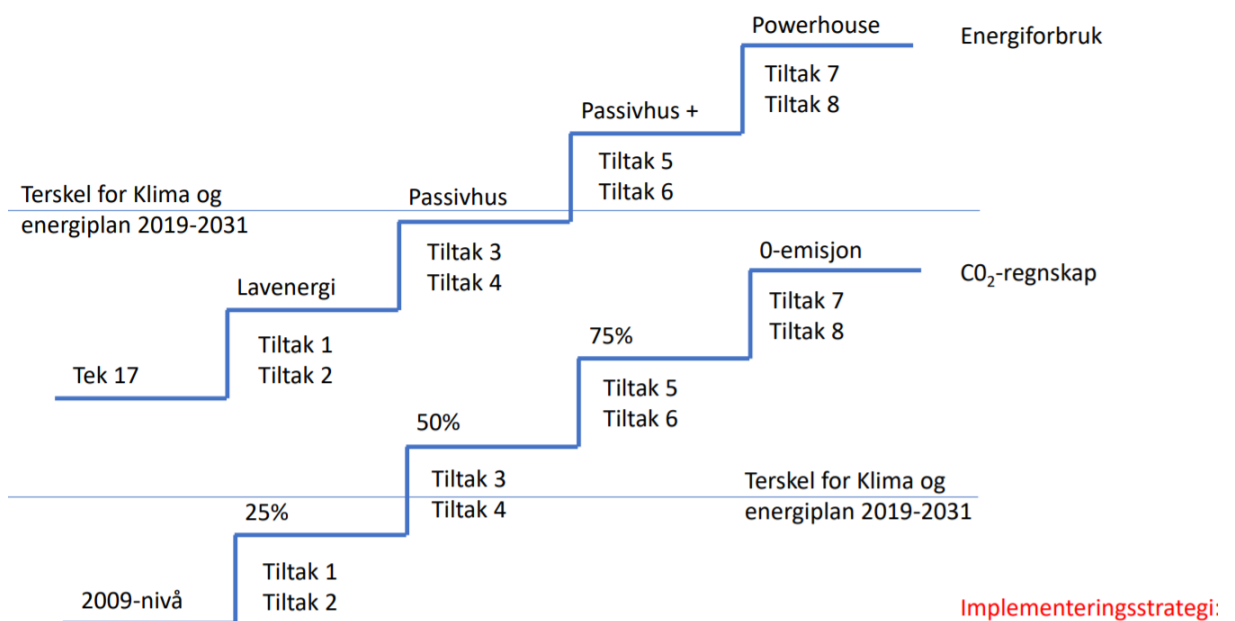 Powerhouse
Energiforbruk
Tiltak 7
Tiltak 8
Passivhus +
Tiltak 5
Tiltak 6
Terskel for Klima og
energiplan 2019-2031
Passivhus
Tiltak 3
Tiltak 4
Lavenergi
Tiltak 1
Tiltak 2
Tek 17
0-emisjon
C0₂-regnskap
Tiltak 7
Tiltak 8
75%
Tiltak 5
Tiltak 6
50%
Tiltak 3
Tiltak 4
Terskel for Klima og
energiplan 2019-2031
25%
Tiltak 1
Tiltak 2
2009-nivå
Implementeringsstrategi: